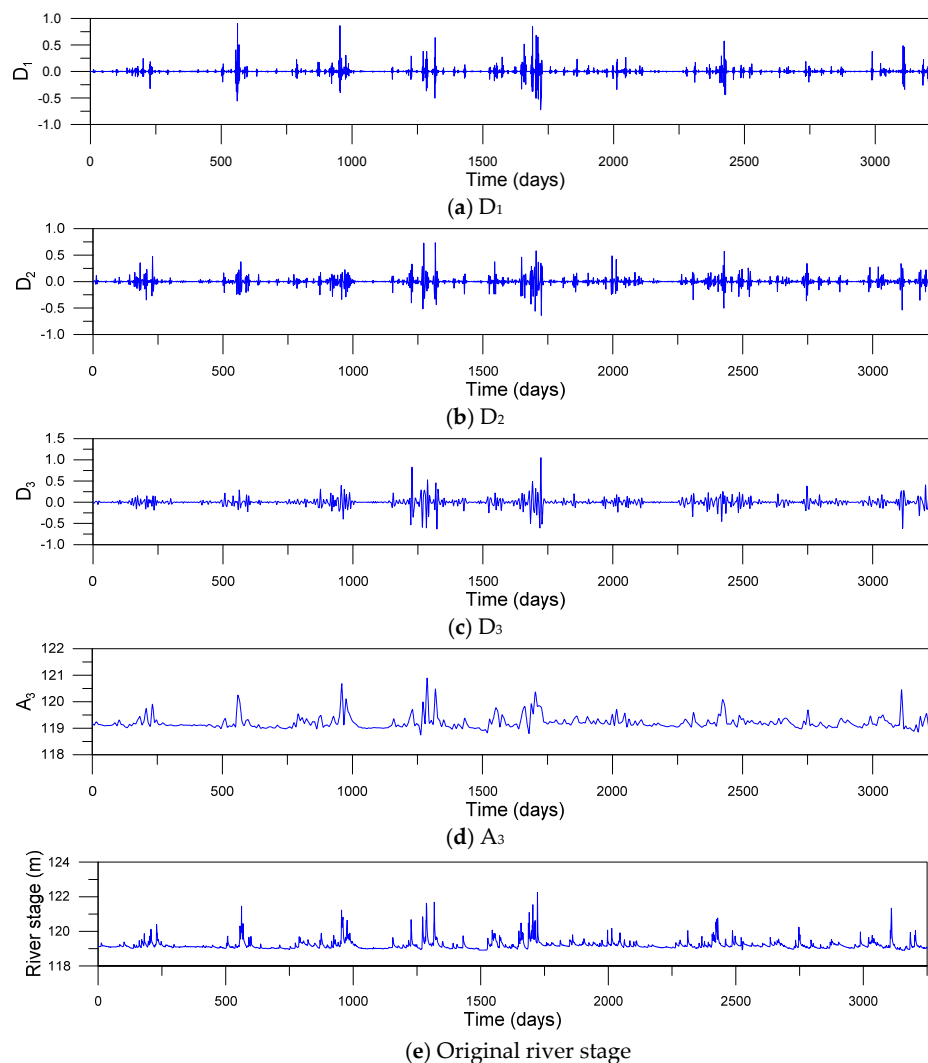 1.0
0.5
0.0
-0.5
-1.0
D1
0 500 1000 1500 2000 2500 3000
Time (days)
(a) D1
1.0
0.5
0.0
-0.5
-1.0
D2
0 500 1000 1500 2000 2500 3000
Time (days)
(b) D2
1.5
1.0
0.5
0.0
-0.5
-1.0
D3
0 500 1000 1500 2000 2500 3000
Time (days)
(c) D3
122
121
120
119
118
A3
0 500 1000 1500 2000 2500 3000
Time (days)
(d) A3
124
122
120
118
River stage (m)
0 500 1000 1500 2000 2500 3000
Time (days)
(e) Original river stage